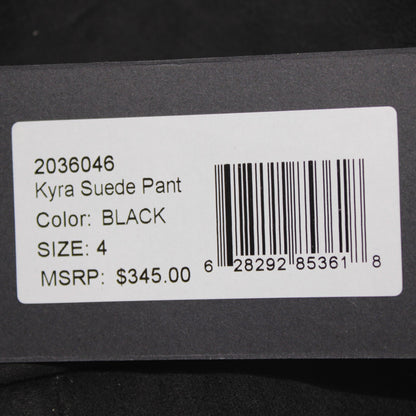 2036046
Kyra Suede Pant
Color: BLACK
SIZE: 4
MSRP: $345.00
6 28292 85361 8